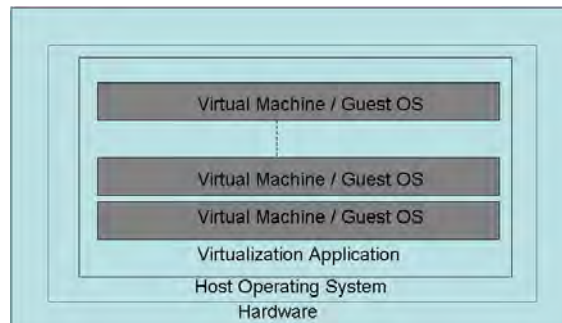 Virtual Machine / Guest OS
Virtual Machine / Guest OS
Virtual Machine / Guest OS
Virtualization Application
Host Operating System
Hardware